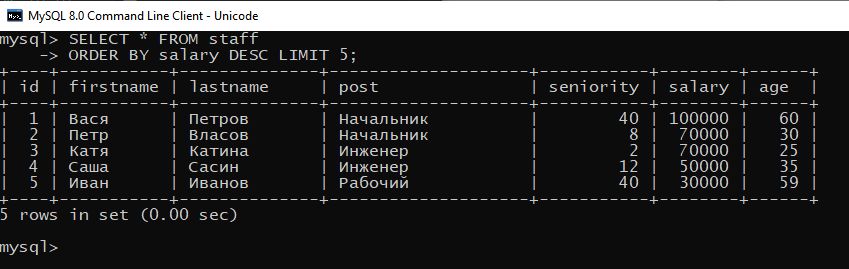 MySQL 8.0 Command Line Client - Unicode
mysql> SELECT * FROM staff
    -> ORDER BY salary DESC LIMIT 5;
+----+-----------+----------+-----------+-----------+--------+------+
| id | firstname | lastname | post      | seniority | salary | age  |
+----+-----------+----------+-----------+-----------+--------+------+
|  1 | Вася      | Петров   | Начальник |        40 | 100000 |   60 |
|  2 | Петр      | Власов   | Начальник |         8 |  70000 |   30 |
|  3 | Катя      | Катина   | Инженер   |         2 |  70000 |   25 |
|  4 | Саша      | Сасин    | Инженер   |        12 |  50000 |   35 |
|  5 | Иван      | Иванов   | Рабочий   |        40 |  30000 |   59 |
+----+-----------+----------+-----------+-----------+--------+------+
5 rows in set (0.00 sec)
mysql>